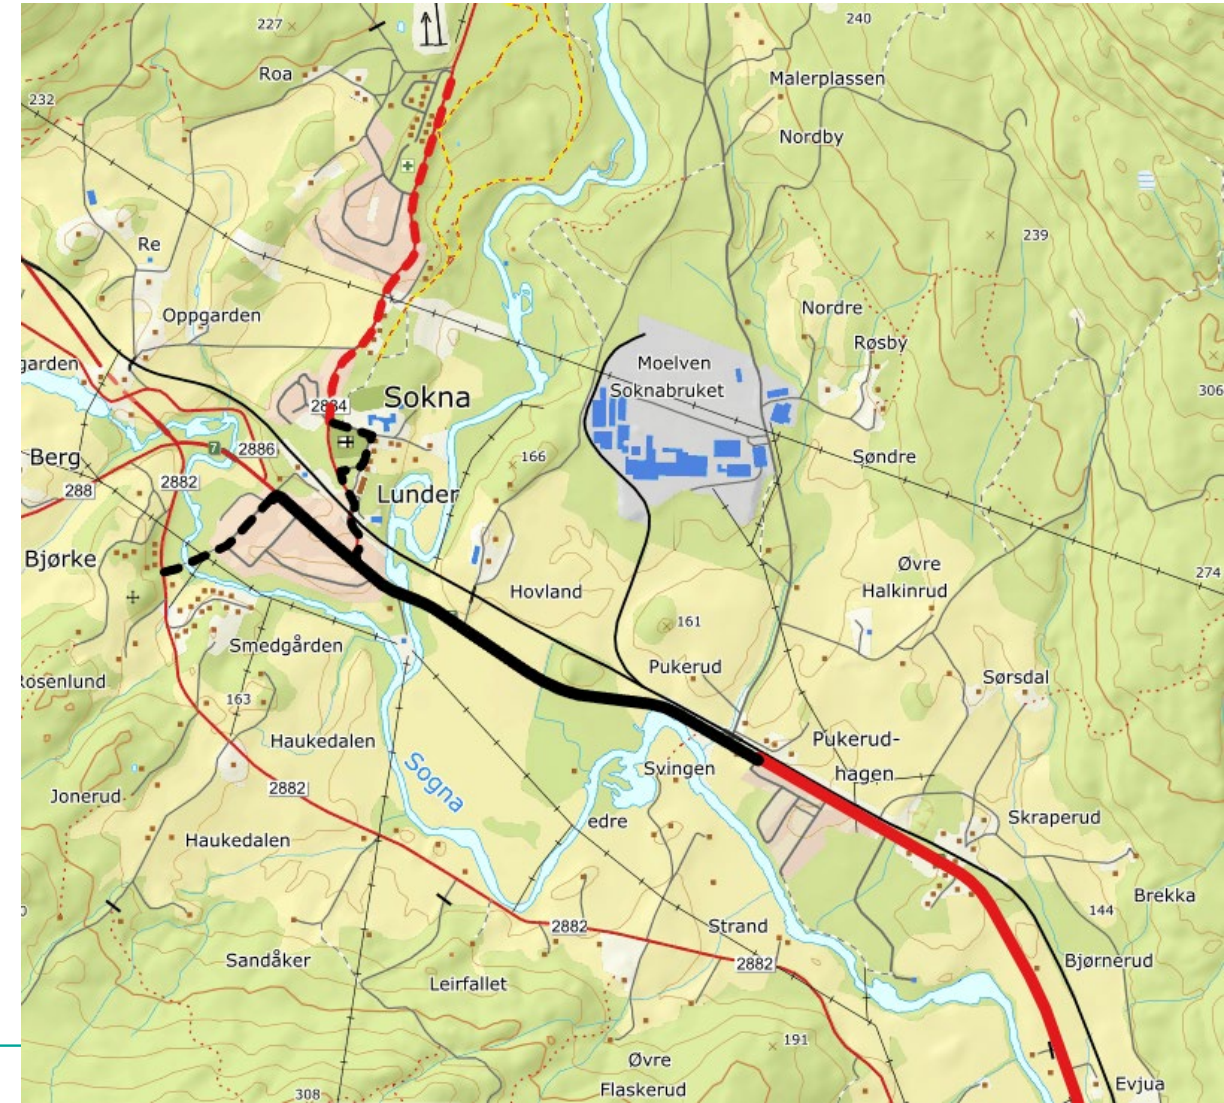 227
240
Roa
Malerplassen
232
Nordby
Re
239
Oppgarden
Nordre
Røsby
garden
Moelven
Soknabruket
306
Sokna
2884
7
2886
166
Søndre
Berg
2882
288
Lunder
Bjørke
Øvre
Halkinrud
274
Hovland
161
Smedgården
Pukerud
Sørsdal
Rosenlund
163
Haukedalen
Pukerud-
hagen
Svingen
Sogna
Jonerud
2882
edre
Skraperud
Haukedalen
Brekka
144
2882
Strand
Sandåker
2882
Bjørnerud
Leirfallet
191
Øvre
Flaskerud
308
Evjua